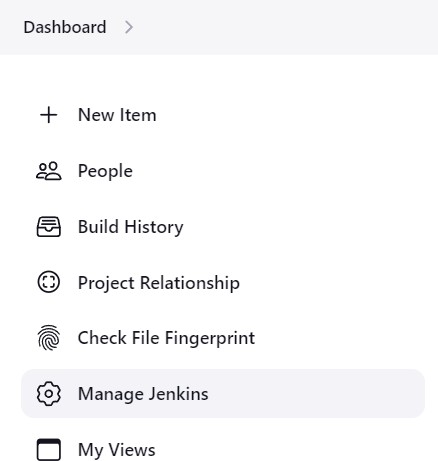 Dashboard
New Item
People
Build History
Project Relationship
Check File Fingerprint
Manage Jenkins
My Views